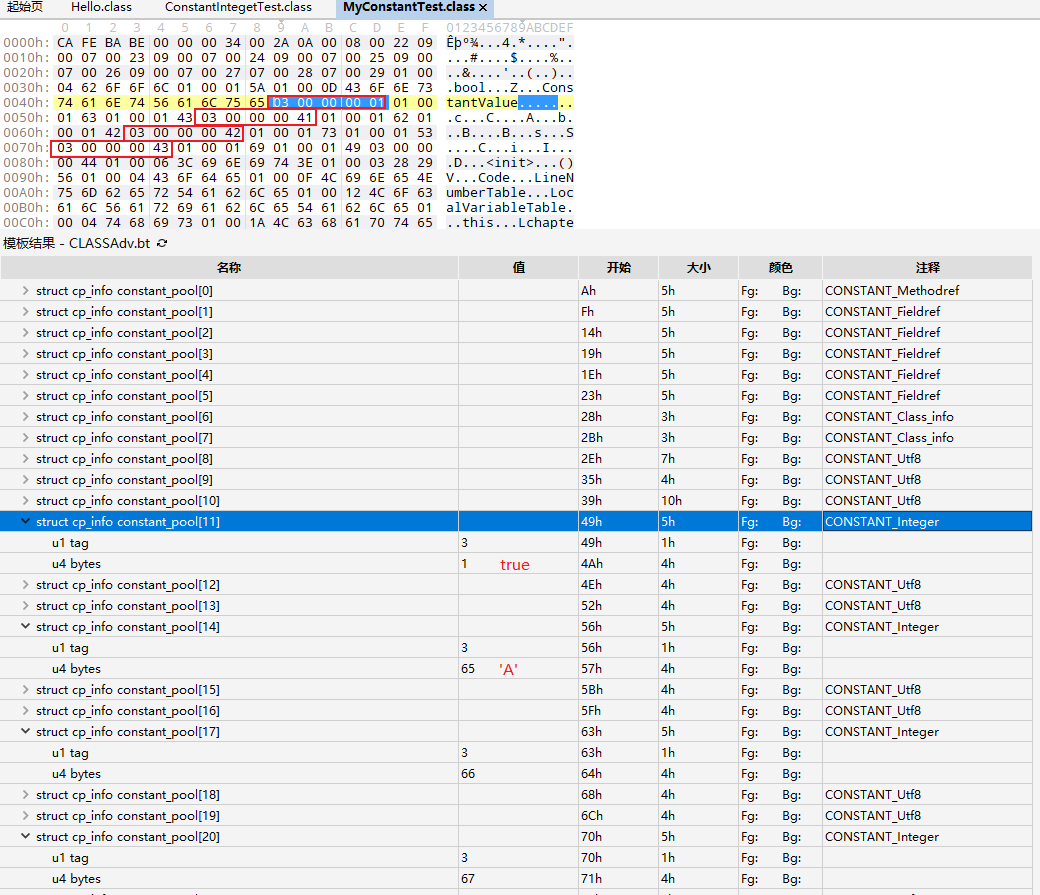 起始页 Hello.class ConstantIntegetTest.class MyConstantTest.class ×
0 1 2 3 4 5 6 7 8 9 A B C D E F 0123456789ABCDEF
0000h: CA FE BA BE 00 00 00 34 00 2A 0A 00 08 00 22 09 Êþº¾...4.*....".
0010h: 00 07 00 23 09 00 07 00 24 09 00 07 00 25 09 00 ...#....$....%..
0020h: 07 00 26 09 00 07 00 27 07 00 28 07 00 29 01 00 ..&....'..(..)..
0030h: 04 62 6F 6F 6C 01 00 01 5A 01 00 0D 43 6F 6E 73 .bool...Z...Cons
0040h: 74 61 6E 74 56 61 6C 75 65 03 00 00 00 01 01 00 tantValue.......
0050h: 01 63 01 00 01 43 03 00 00 00 41 01 00 01 62 01 .c...C....A...b.
0060h: 00 01 42 03 00 00 00 42 01 00 01 73 01 00 01 53 ..B....B...s...S
0070h: 03 00 00 00 43 01 00 01 69 01 00 01 49 03 00 00 ....C...i...I...
0080h: 00 44 01 00 06 3C 69 6E 69 74 3E 01 00 03 28 29 .D...<init>...()
0090h: 56 01 00 04 43 6F 64 65 01 00 0F 4C 69 6E 65 4E V...Code...LineN
00A0h: 75 6D 62 65 72 54 61 62 6C 65 01 00 12 4C 6F 63 umberTable...Loc
00B0h: 61 6C 56 61 72 69 61 62 6C 65 54 61 62 6C 65 01 alVariableTable.
00C0h: 00 04 74 68 69 73 01 00 1A 4C 63 68 61 70 74 65 ..this...Lchapte
模板结果 - CLASSAdv.bt
名称 值 开始 大小 颜色 注释
struct cp_info constant_pool[0] Ah 5h Fg: Bg: CONSTANT_Methodref
struct cp_info constant_pool[1] Fh 5h Fg: Bg: CONSTANT_Fieldref
struct cp_info constant_pool[2] 14h 5h Fg: Bg: CONSTANT_Fieldref
struct cp_info constant_pool[3] 19h 5h Fg: Bg: CONSTANT_Fieldref
struct cp_info constant_pool[4] 1Eh 5h Fg: Bg: CONSTANT_Fieldref
struct cp_info constant_pool[5] 23h 5h Fg: Bg: CONSTANT_Fieldref
struct cp_info constant_pool[6] 28h 3h Fg: Bg: CONSTANT_Class_info
struct cp_info constant_pool[7] 2Bh 3h Fg: Bg: CONSTANT_Class_info
struct cp_info constant_pool[8] 2Eh 7h Fg: Bg: CONSTANT_Utf8
struct cp_info constant_pool[9] 35h 4h Fg: Bg: CONSTANT_Utf8
struct cp_info constant_pool[10] 39h 10h Fg: Bg: CONSTANT_Utf8
struct cp_info constant_pool[11] 49h 5h Fg: Bg: CONSTANT_Integer
u1 tag 3 49h 1h Fg: Bg:
u4 bytes 1 true 4Ah 4h Fg: Bg:
struct cp_info constant_pool[12] 4Eh 4h Fg: Bg: CONSTANT_Utf8
struct cp_info constant_pool[13] 52h 4h Fg: Bg: CONSTANT_Utf8
struct cp_info constant_pool[14] 56h 5h Fg: Bg: CONSTANT_Integer
u1 tag 3 56h 1h Fg: Bg:
u4 bytes 65 'A' 57h 4h Fg: Bg:
struct cp_info constant_pool[15] 5Bh 4h Fg: Bg: CONSTANT_Utf8
struct cp_info constant_pool[16] 5Fh 4h Fg: Bg: CONSTANT_Utf8
struct cp_info constant_pool[17] 63h 5h Fg: Bg: CONSTANT_Integer
u1 tag 3 63h 1h Fg: Bg:
u4 bytes 66 64h 4h Fg: Bg:
struct cp_info constant_pool[18] 68h 4h Fg: Bg: CONSTANT_Utf8
struct cp_info constant_pool[19] 6Ch 4h Fg: Bg: CONSTANT_Utf8
struct cp_info constant_pool[20] 70h 5h Fg: Bg: CONSTANT_Integer
u1 tag 3 70h 1h Fg: Bg:
u4 bytes 67 71h 4h Fg: Bg: